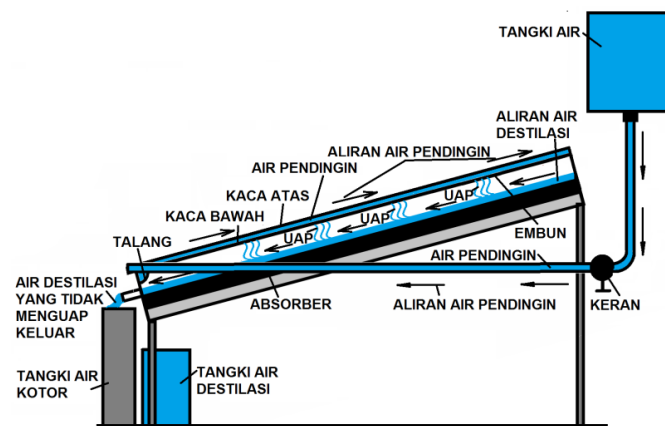 TANGKI AIR
ALIRAN AIR
DESTILASI
ALIRAN AIR PENDINGIN
AIR PENDINGIN
KACA ATAS
KACA BAWAH
UAP
UAP
UAP
TALANG
EMBUN
AIR PENDINGIN
AIR DESTILASI
YANG TIDAK
MENGUAP
KELUAR
ABSORBER
ALIRAN AIR PENDINGIN
KERAN
TANGKI AIR
KOTOR
TANGKI AIR
DESTILASI